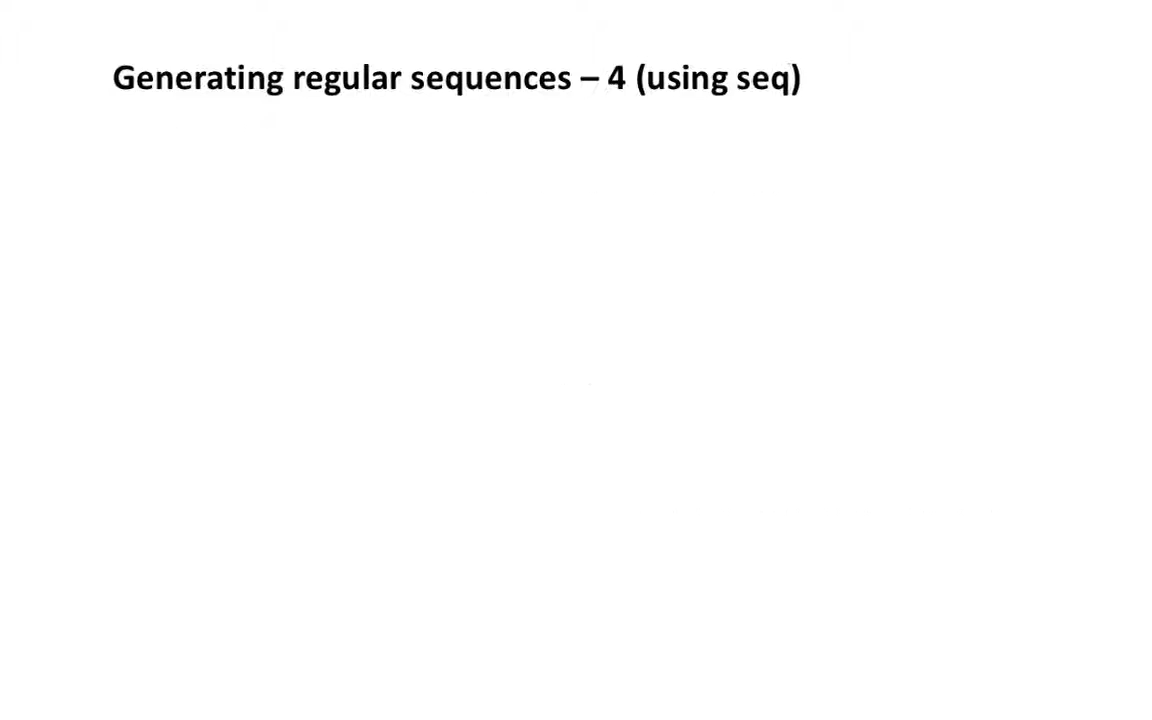 Generating regular sequences – 4 (using seq)